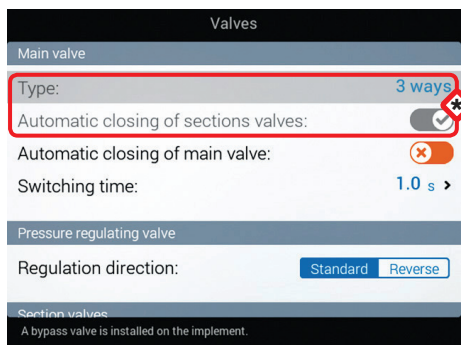 Valves
Main valve
Type: 3 ways
*
Automatic closing of sections valves:
Automatic closing of main valve:
Switching time: 1.0 s >
Pressure regulating valve
Regulation direction: Standard Reverse
Section valves
A bypass valve is installed on the implement.